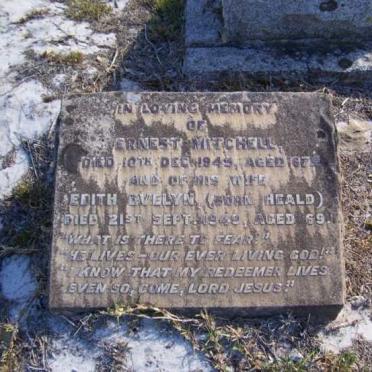 IN LOVING MEMORY
OF
ERNEST MITCHELL,
DIED 10TH DEC. 1945, AGED
AND OF HIS WIFE
EDITH EVELYN, (BORN HEALD)
DIED 21ST SEPT. AGED 69.
"WHAT IS THERE TO FEAR?"
"HE LIVES - OUR EVER LIVING GOD!"
"I KNOW THAT MY REDEEMER LIVES
EVEN SO, COME, LORD JESUS!"